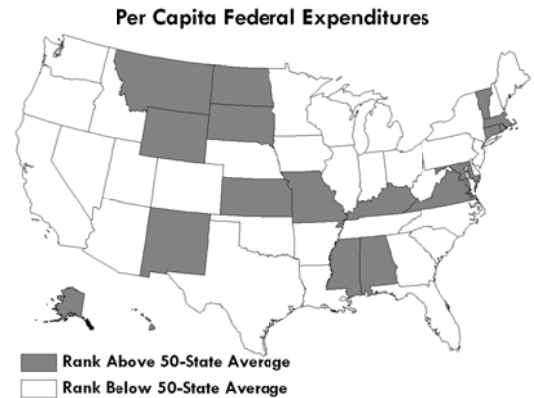 Per Capita Federal Expenditures
Rank Above 50-State Average
Rank Below 50-State Average